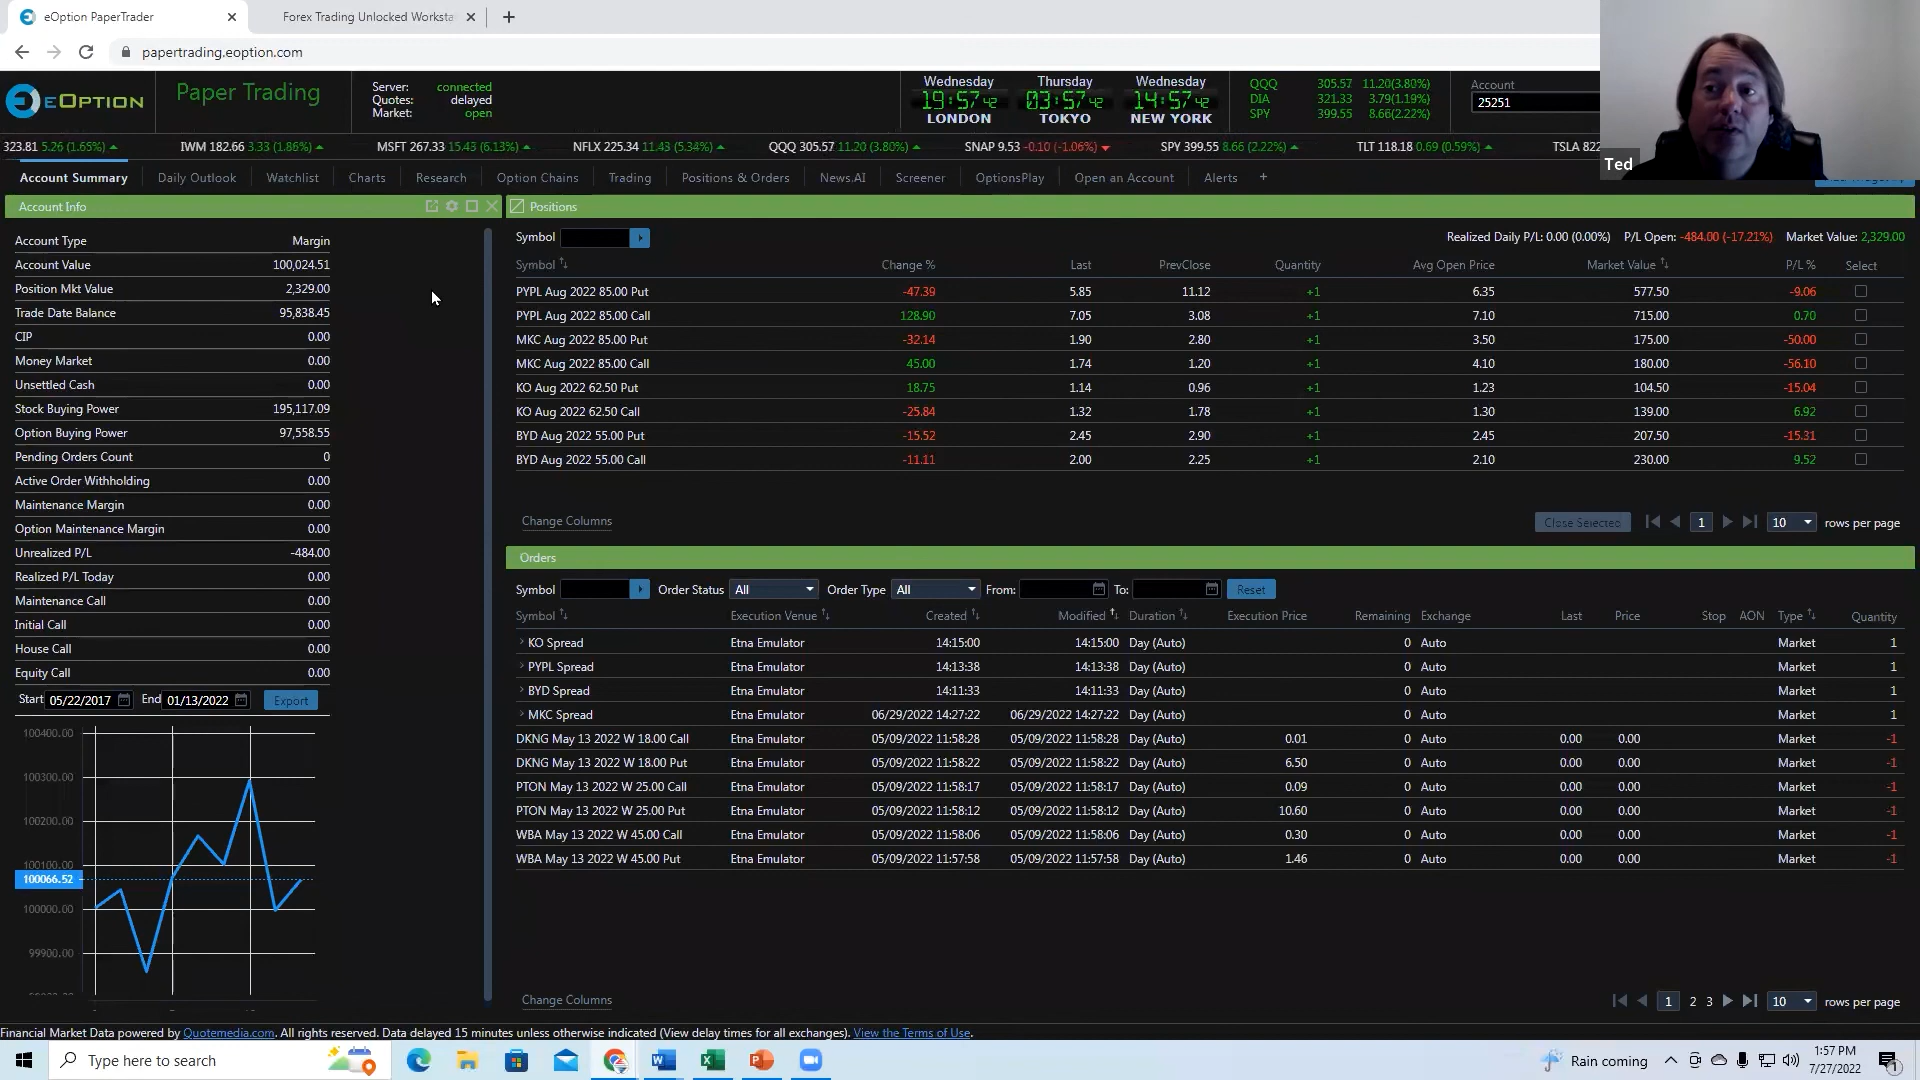 eOption PaperTrader
Forex Trading Unlocked Worksta
papertrading.eoption.com
eOPTION
Paper Trading
Server: connected
Quotes: delayed
Market: open
Wednesday Thursday Wednesday
19:57 42 03:57 42 14:57 42
LONDON TOKYO NEW YORK
QQQ 305.57 11.20(3.80%)
DIA 321.33 3.79(1.19%)
SPY 399.55 8.66(2.22%)
Account
25251
Ted
323.81 5.26 (1.65%) IWM 182.66 3.33 (1.86%) MSFT 267.33 15.43 (6.13%) NFLX 225.34 11.43 (5.34%) QQQ 305.57 11.20 (3.80%) SNAP 9.53 -0.10 (-1.06%) SPY 399.55 8.66 (2.22%) TLT 118.18 0.69 (0.59%) TSLA 822
Account Summary Daily Outlook Watchlist Charts Research Option Chains Trading Positions & Orders News.AI Screener OptionsPlay Open an Account Alerts +
Account Info
Account Type Margin
Account Value 100,024.51
Position Mkt Value 2,329.00
Trade Date Balance 95,838.45
CIP 0.00
Money Market 0.00
Unsettled Cash 0.00
Stock Buying Power 195,117.09
Option Buying Power 97,558.55
Pending Orders Count 0
Active Order Withholding 0.00
Maintenance Margin 0.00
Option Maintenance Margin 0.00
Unrealized P/L -484.00
Realized P/L Today 0.00
Maintenance Call 0.00
Initial Call 0.00
House Call 0.00
Equity Call 0.00
Start 05/22/2017 End 01/13/2022 Export
100400.00
100300.00
100200.00
100100.00
100066.52
100000.00
99900.00
Positions
Symbol
Realized Daily P/L: 0.00 (0.00%) P/L Open: -484.00 (-17.21%) Market Value: 2,329.00
Symbol Change % Last PrevClose Quantity Avg Open Price Market Value P/L % Select
PYPL Aug 2022 85.00 Put -47.39 5.85 11.12 +1 6.35 577.50 -9.06
PYPL Aug 2022 85.00 Call 128.90 7.05 3.08 +1 7.10 715.00 0.70
MKC Aug 2022 85.00 Put -32.14 1.90 2.80 +1 3.50 175.00 -50.00
MKC Aug 2022 85.00 Call 45.00 1.74 1.20 +1 4.10 180.00 -56.10
KO Aug 2022 62.50 Put 18.75 1.14 0.96 +1 1.23 104.50 -15.04
KO Aug 2022 62.50 Call -25.84 1.32 1.78 +1 1.30 139.00 6.92
BYD Aug 2022 55.00 Put -15.52 2.45 2.90 +1 2.45 207.50 -15.31
BYD Aug 2022 55.00 Call -11.11 2.00 2.25 +1 2.10 230.00 9.52
Change Columns
Close Selected 1 10 rows per page
Orders
Symbol Order Status All Order Type All From: To: Reset
Symbol Execution Venue Created Modified Duration Execution Price Remaining Exchange Last Price Stop AON Type Quantity
KO Spread Etna Emulator 14:15:00 14:15:00 Day (Auto) 0 Auto Market 1
PYPL Spread Etna Emulator 14:13:38 14:13:38 Day (Auto) 0 Auto Market 1
BYD Spread Etna Emulator 14:11:33 14:11:33 Day (Auto) 0 Auto Market 1
MKC Spread Etna Emulator 06/29/2022 14:27:22 06/29/2022 14:27:22 Day (Auto) 0 Auto Market 1
DKNG May 13 2022 W 18.00 Call Etna Emulator 05/09/2022 11:58:28 05/09/2022 11:58:28 Day (Auto) 0.01 0 Auto 0.00 0.00 Market -1
DKNG May 13 2022 W 18.00 Put Etna Emulator 05/09/2022 11:58:22 05/09/2022 11:58:22 Day (Auto) 6.50 0 Auto 0.00 0.00 Market -1
PTON May 13 2022 W 25.00 Call Etna Emulator 05/09/2022 11:58:17 05/09/2022 11:58:17 Day (Auto) 0.09 0 Auto 0.00 0.00 Market -1
PTON May 13 2022 W 25.00 Put Etna Emulator 05/09/2022 11:58:12 05/09/2022 11:58:12 Day (Auto) 10.60 0 Auto 0.00 0.00 Market -1
WBA May 13 2022 W 45.00 Call Etna Emulator 05/09/2022 11:58:06 05/09/2022 11:58:06 Day (Auto) 0.30 0 Auto 0.00 0.00 Market -1
WBA May 13 2022 W 45.00 Put Etna Emulator 05/09/2022 11:57:58 05/09/2022 11:57:58 Day (Auto) 1.46 0 Auto 0.00 0.00 Market -1
Change Columns
1 2 3 10 rows per page
Financial Market Data powered by Quotemedia.com. All rights reserved. Data delayed 15 minutes unless otherwise indicated (View delay times for all exchanges). View the Terms of Use.
Type here to search
Rain coming
1:57 PM
7/27/2022
1